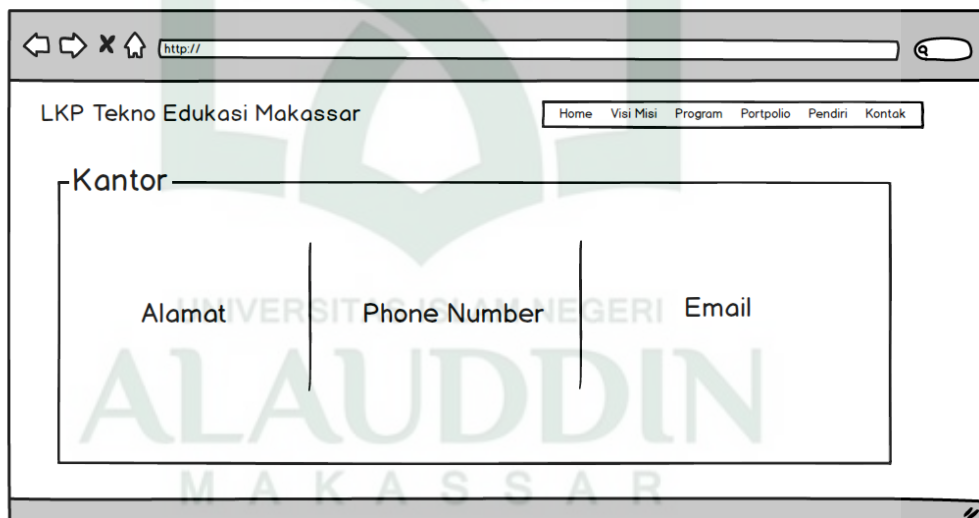 http://
LKP Tekno Edukasi Makassar
Home Visi Misi Program Portpolio Pendiri Kontak
Kantor
Alamat Phone Number Email
UNIVERSITAS ISLAM NEGERI
ALAUDDIN
MAKASSAR